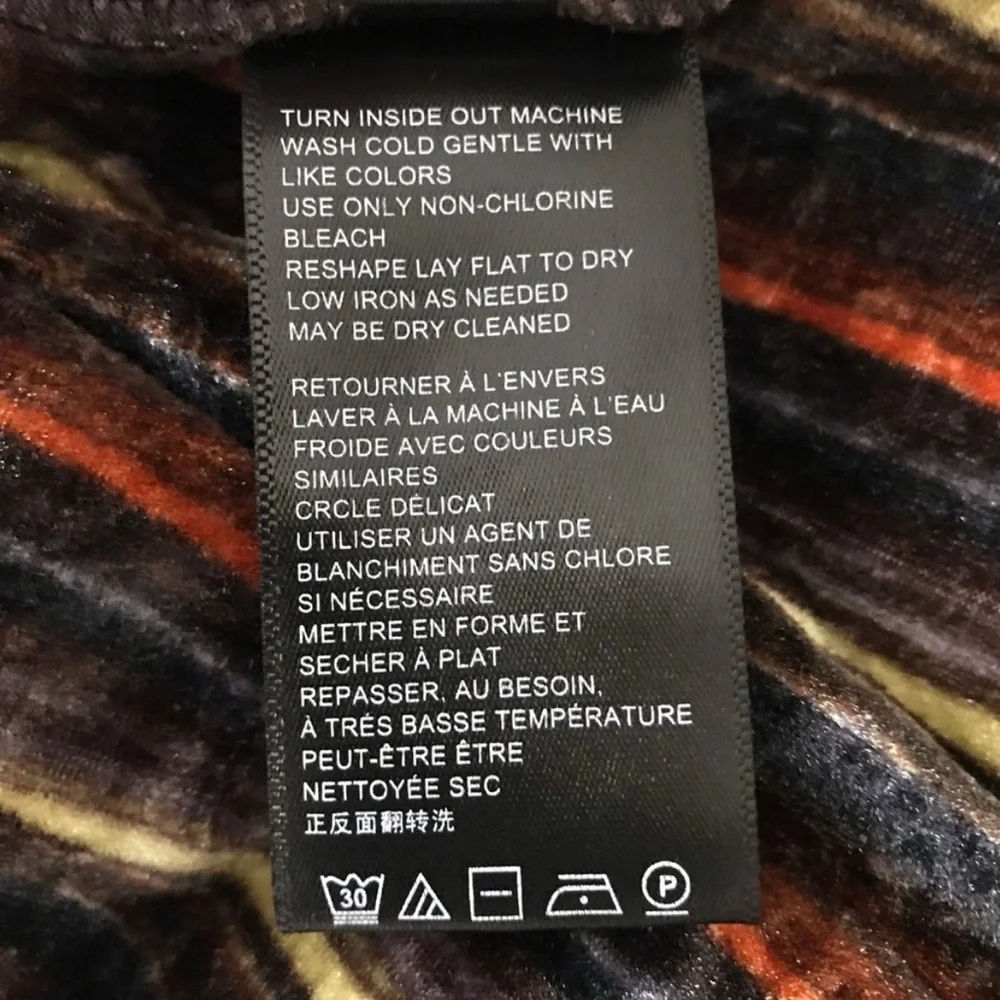 TURN INSIDE OUT MACHINE
WASH COLD GENTLE WITH
LIKE COLORS
USE ONLY NON-CHLORINE
BLEACH
RESHAPE LAY FLAT TO DRY
LOW IRON AS NEEDED
MAY BE DRY CLEANED
RETOURNER À L'ENVERS
LAVER À LA MACHINE À L'EAU
FROIDE AVEC COULEURS
SIMILAIRES
CRCLE DÉLICAT
UTILISER UN AGENT DE
BLANCHIMENT SANS CHLORE
SI NÉCESSAIRE
METTRE EN FORME ET
SECHER À PLAT
REPASSER, AU BESOIN,
À TRÉS BASSE TEMPÉRATURE
PEUT-ÊTRE ÊTRE
NETTOYÉE SEC
正反面翻转洗
30 P